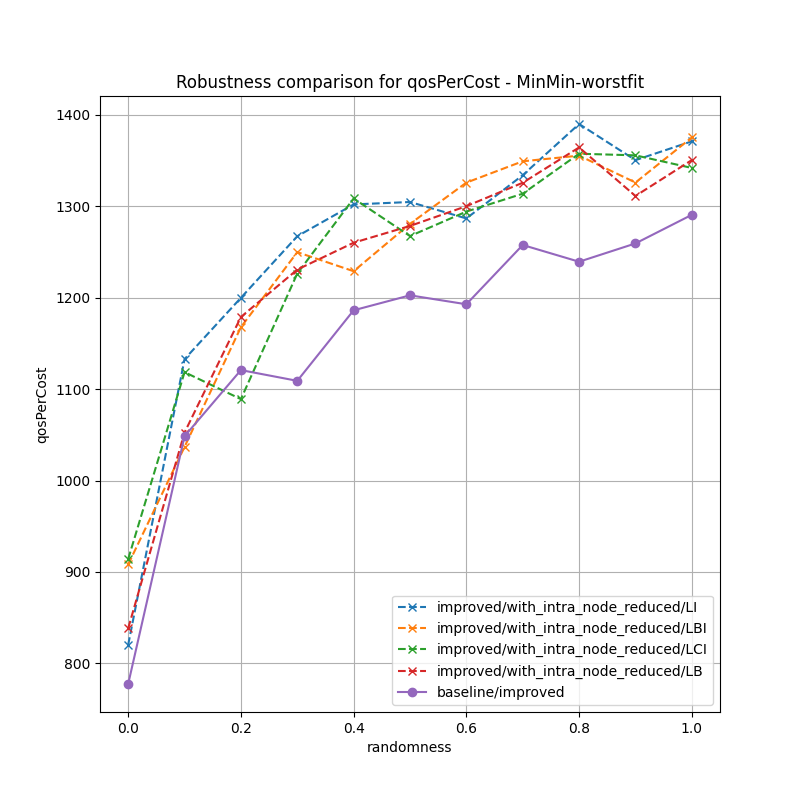 Robustness comparison for qosPerCost - MinMin-worstfit
1400
1300
1200
1100
1000
900
800
qosPerCost
0.0 0.2 0.4 0.6 0.8 1.0
randomness
improved/with_intra_node_reduced/LI
improved/with_intra_node_reduced/LBI
improved/with_intra_node_reduced/LCI
improved/with_intra_node_reduced/LB
baseline/improved